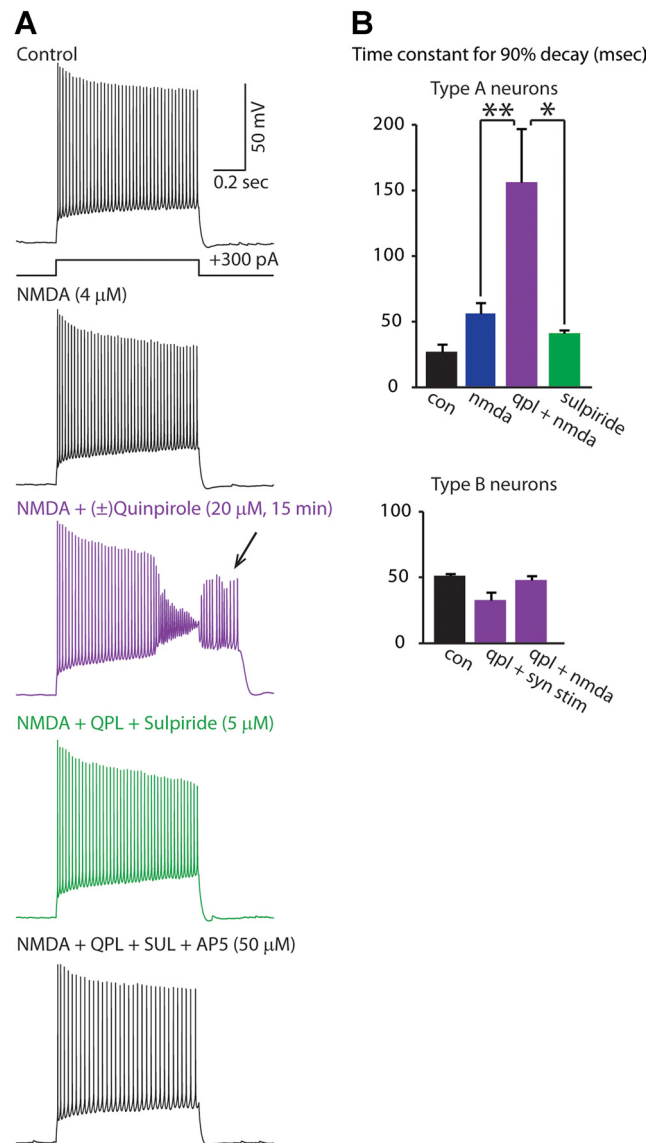 A
Control
50 mV
0.2 sec
+300 pA
NMDA (4 μM)
NMDA + (±)Quinpirole (20 μM, 15 min)
NMDA + QPL + Sulpiride (5 μM)
NMDA + QPL + SUL + AP5 (50 μM)
B
Time constant for 90% decay (msec)
Type A neurons
** *
200
150
100
50
0
con
nmda
qpl + nmda
sulpiride
Type B neurons
100
50
0
con
qpl + syn stim
qpl + nmda